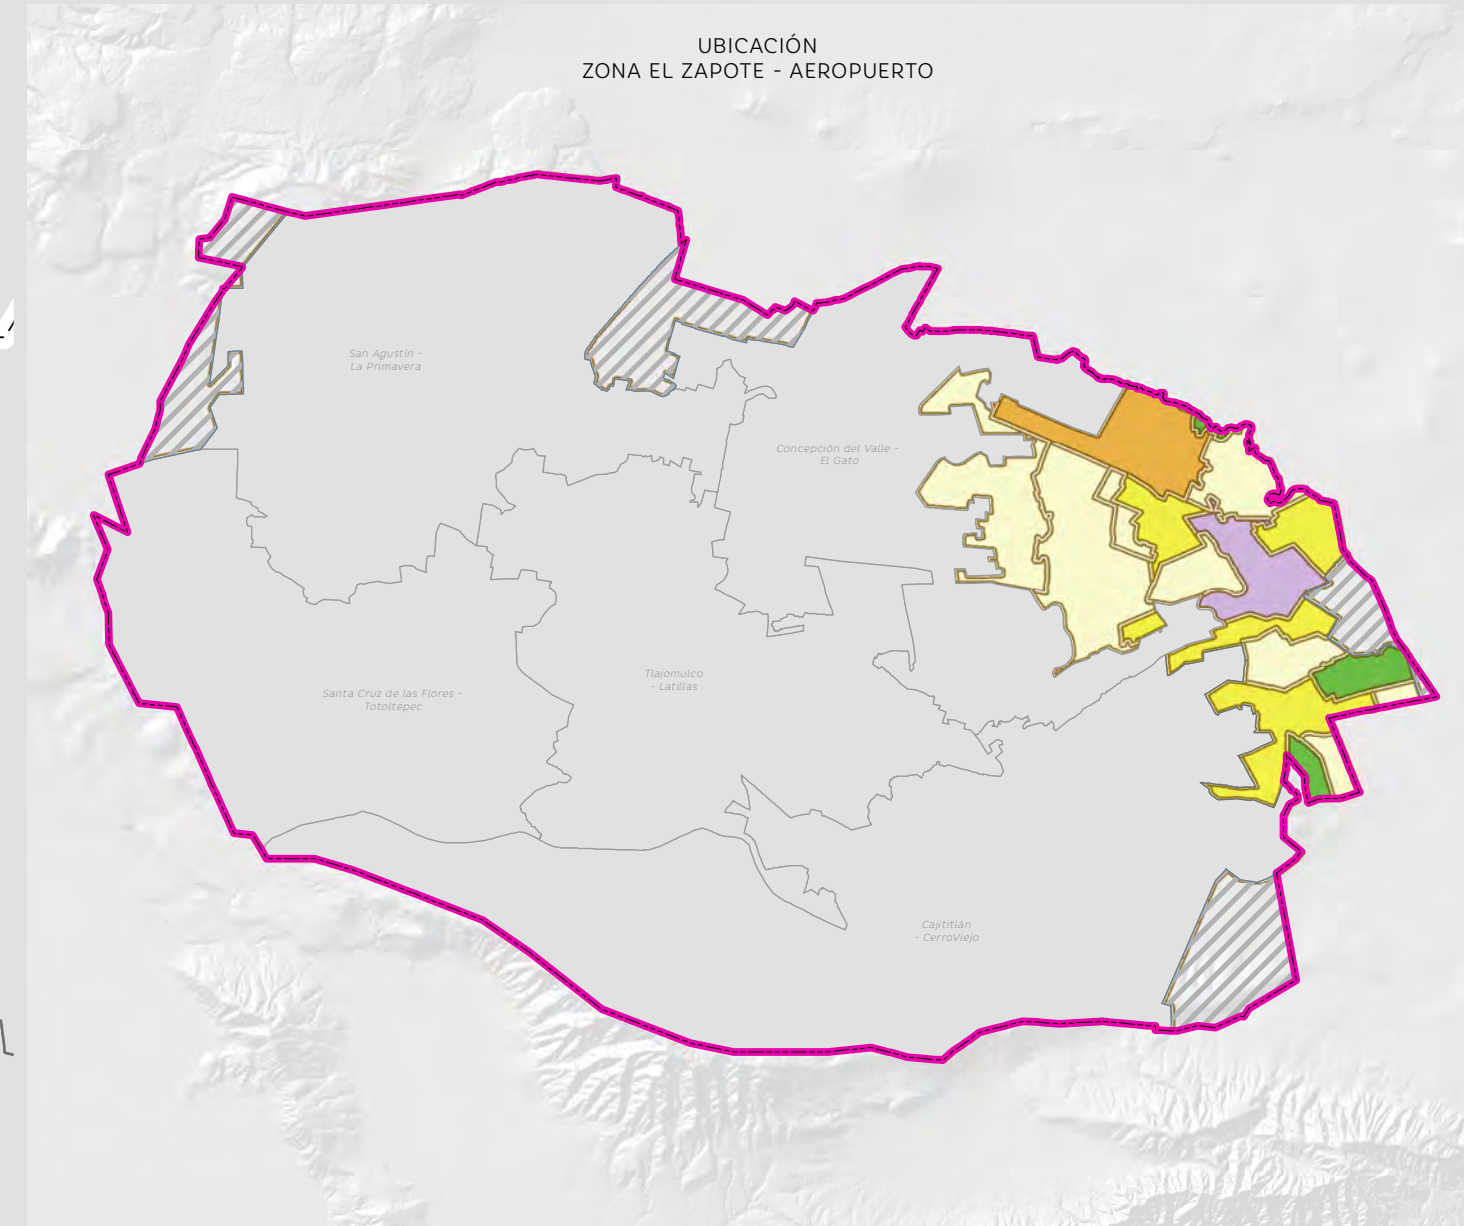 UBICACIÓN
ZONA EL ZAPOTE - AEROPUERTO
San Agustín -
La Primavera
Concepción del Valle -
El Gato
Tlajomulco
- Latillas
Santa Cruz de las Flores -
Totoltepec
Cajititlán
- CerroViejo